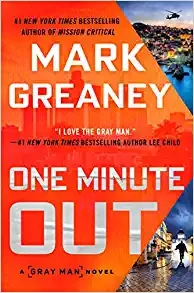 #1 NEW YORK TIMES BESTSELLING
AUTHOR OF MISSION CRITICAL
MARK
GREANEY
"I LOVE THE GRAY MAN."
—#1 NEW YORK TIMES BESTSELLING AUTHOR LEE CHILD
ONE MINUTE
OUT
A [GRAY MAN] NOVEL